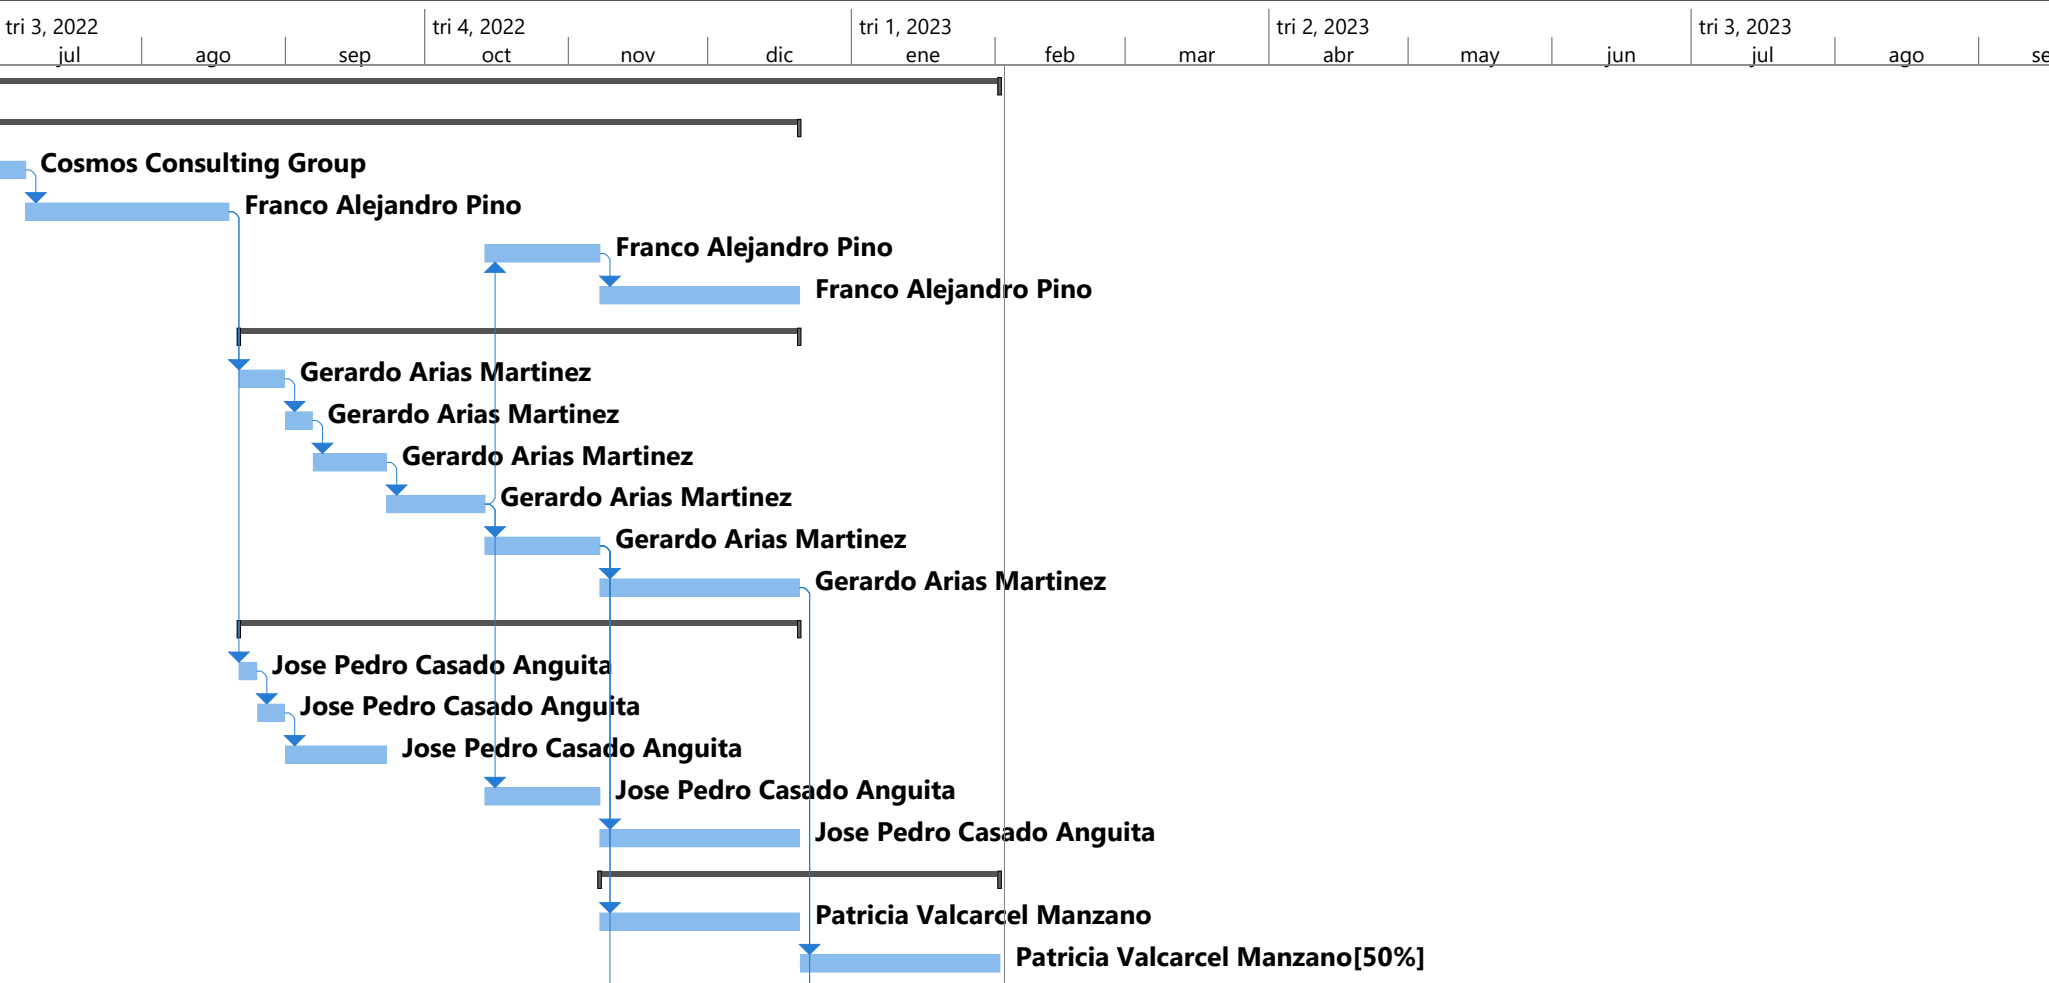 tri 3, 2022 tri 4, 2022 tri 1, 2023 tri 2, 2023 tri 3, 2023
jul ago sep oct nov dic ene feb mar abr may jun jul ago se
Cosmos Consulting Group
Franco Alejandro Pino
Franco Alejandro Pino
Franco Alejandro Pino
Gerardo Arias Martinez
Gerardo Arias Martinez
Gerardo Arias Martinez
Gerardo Arias Martinez
Gerardo Arias Martinez
Gerardo Arias Martinez
Jose Pedro Casado Anguita
Jose Pedro Casado Anguita
Jose Pedro Casado Anguita
Jose Pedro Casado Anguita
Jose Pedro Casado Anguita
Patricia Valcarcel Manzano
Patricia Valcarcel Manzano[50%]